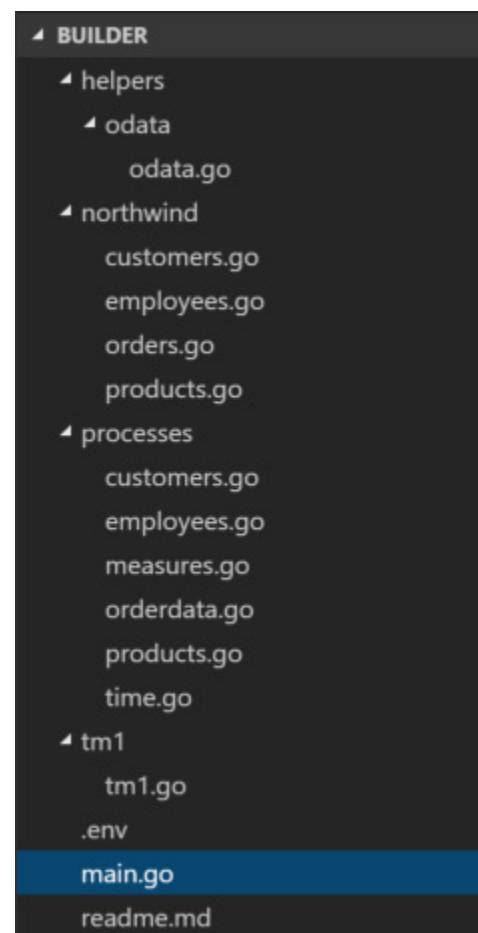 BUILDER
helpers
odata
odata.go
northwind
customers.go
employees.go
orders.go
products.go
processes
customers.go
employees.go
measures.go
orderdata.go
products.go
time.go
tm1
tm1.go
.env
main.go
readme.md